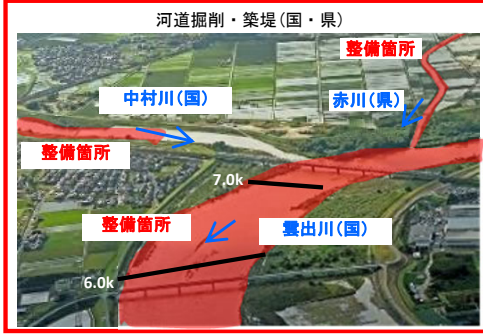 河道掘削・築堤(国・県)
整備箇所
中村川(国)
赤川(県)
整備箇所
7.0k
整備箇所
雲出川(国)
6.0k